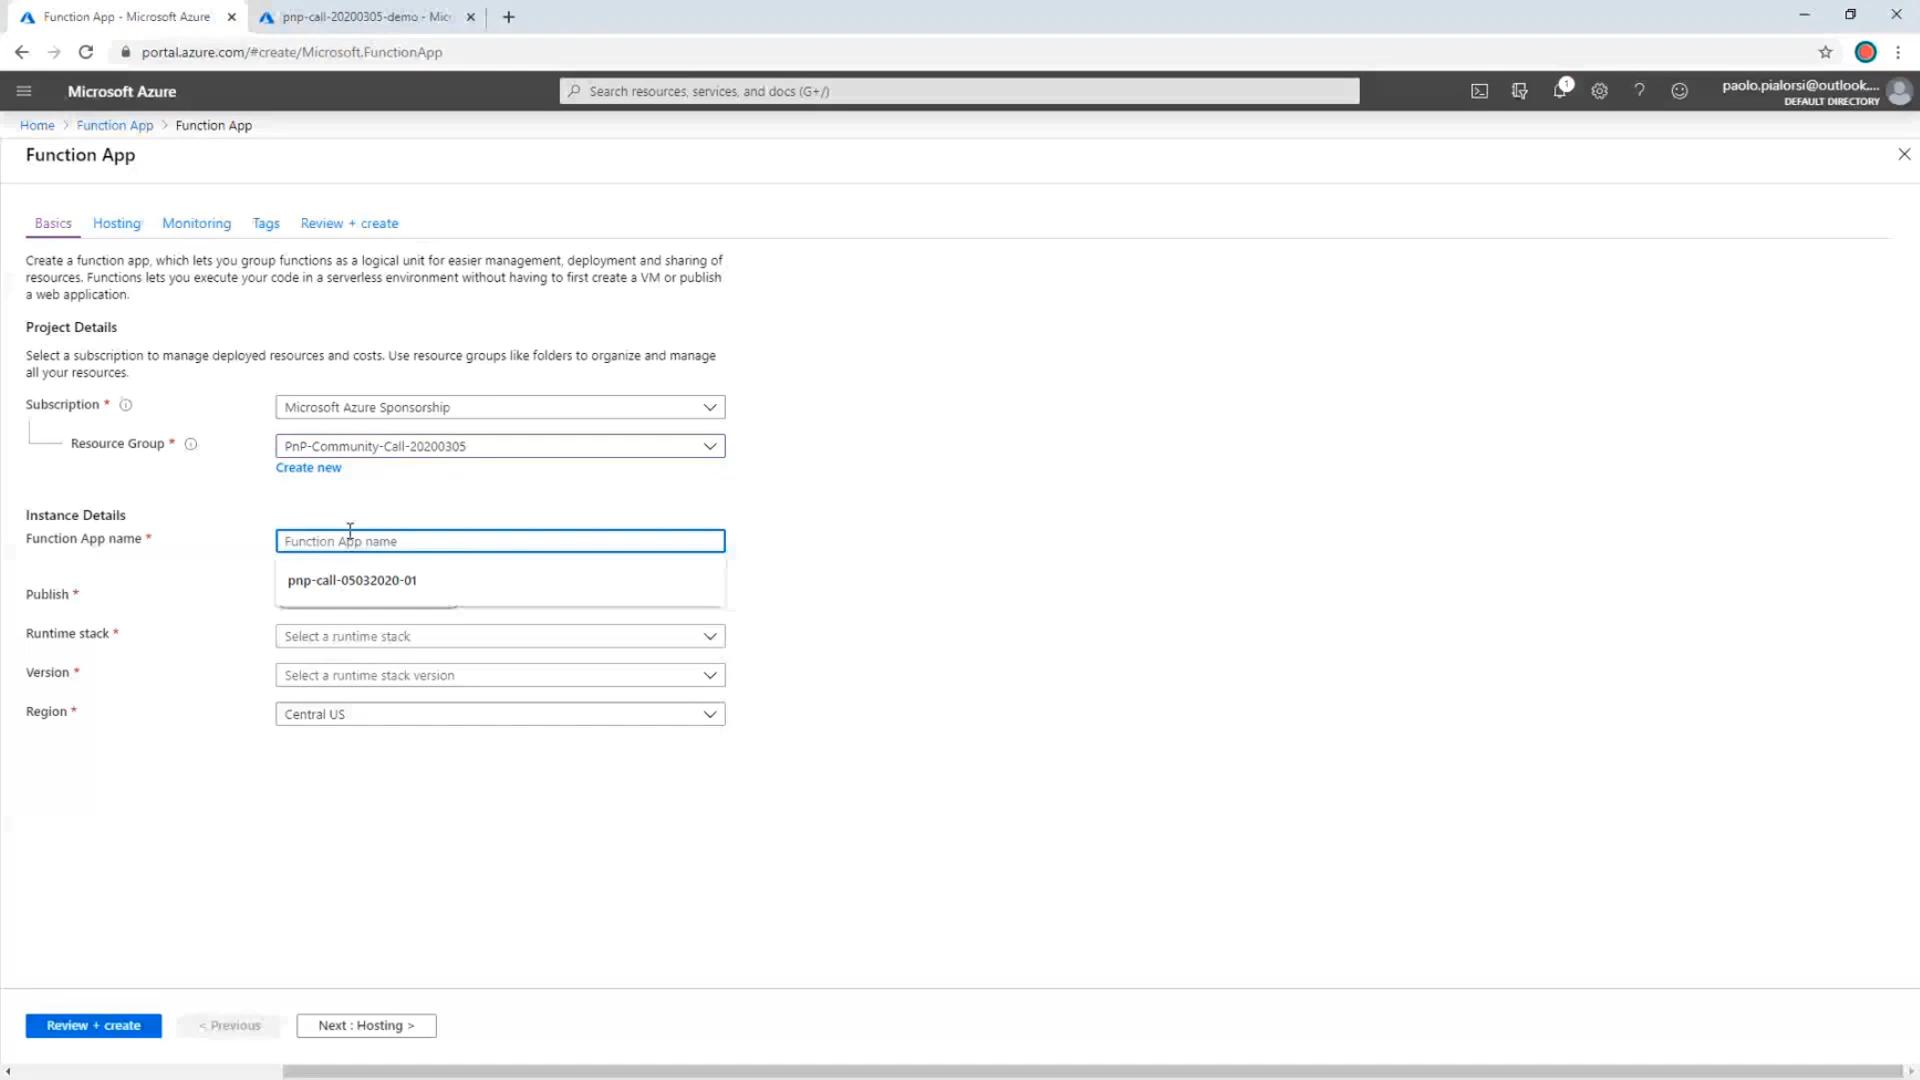 Function App - Microsoft Azure
pnp-call-20200305-demo - Mic
portal.azure.com/#create/Microsoft.FunctionApp
Microsoft Azure
Search resources, services, and docs (G+/)
1
paolo.pialorsi@outlook....
DEFAULT DIRECTORY
Home > Function App > Function App
Function App
Basics Hosting Monitoring Tags Review + create
Create a function app, which lets you group functions as a logical unit for easier management, deployment and sharing of
resources. Functions lets you execute your code in a serverless environment without having to first create a VM or publish
a web application.
Project Details
Select a subscription to manage deployed resources and costs. Use resource groups like folders to organize and manage
all your resources.
Subscription *
Microsoft Azure Sponsorship
Resource Group *
PnP-Community-Call-20200305
Create new
Instance Details
Function App name *
Function App name
pnp-call-05032020-01
Publish *
Runtime stack *
Select a runtime stack
Version *
Select a runtime stack version
Region *
Central US
Review + create
< Previous
Next : Hosting >